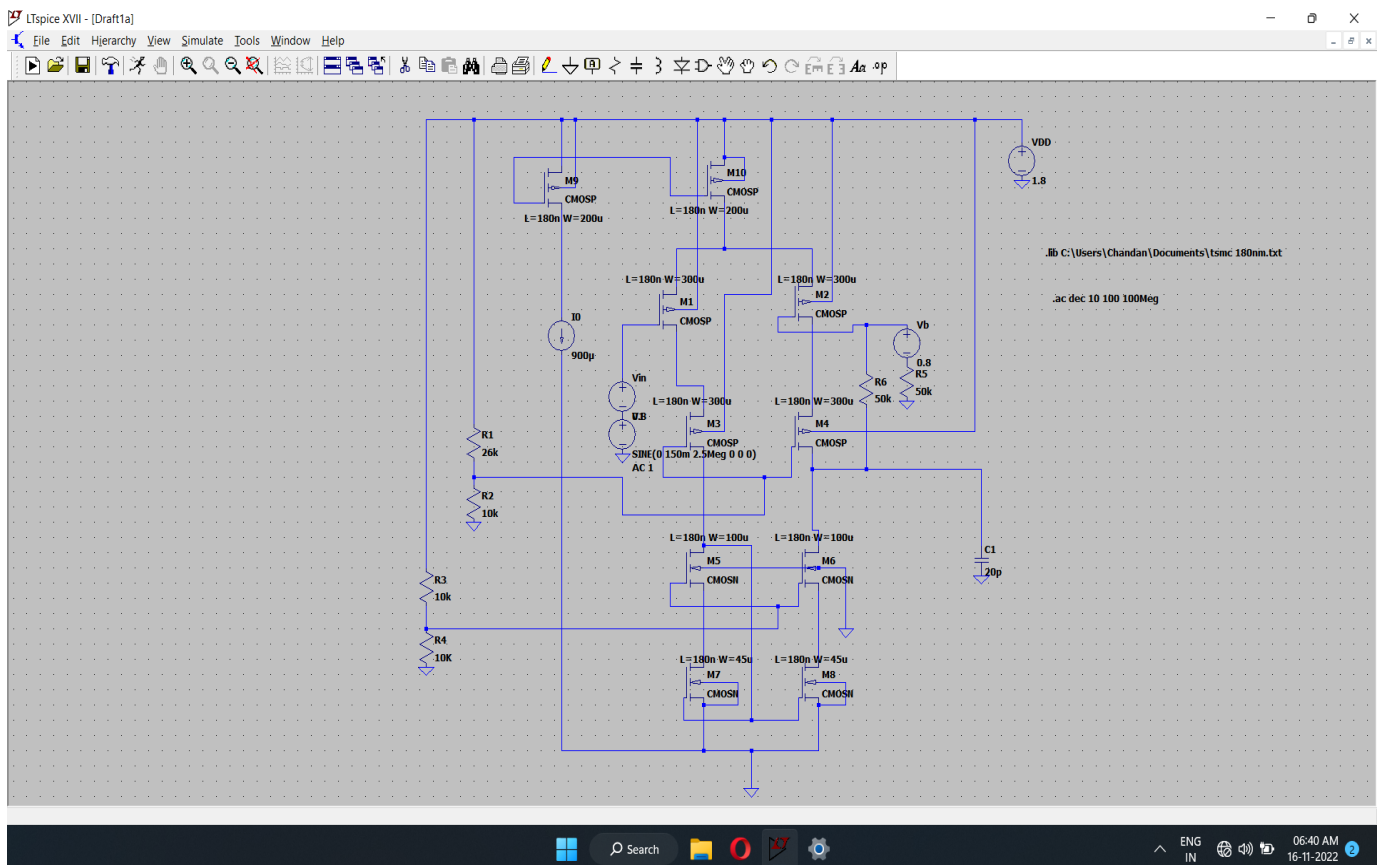 LTspice XVII - [Draft1a]
File Edit Hierarchy View Simulate Tools Window Help
Aa .op
VDD
1.8
M9
CMOSP
L=180n W=200u
M10
CMOSP
L=180n W=200u
.lib C:\Users\Chandan\Documents\tsmc 180nm.txt
.ac dec 10 100 100Meg
L=180n W=300u
M1
CMOSP
L=180n W=300u
M2
CMOSP
I0
900µ
Vb
0.8
R5
50k
R6
50k
Vin
L=180n W=300u
M3
CMOSP
L=180n W=300u
M4
CMOSP
SINE(0 150m 2.5Meg 0 0 0)
AC 1
R1
26k
R2
10k
L=180n W=100u
M5
CMOSN
L=180n W=100u
M6
CMOSN
C1
20p
R3
10k
R4
10K
L=180n W=45u
M7
CMOSN
L=180n W=45u
M8
CMOSN
Search
ENG
IN
06:40 AM
16-11-2022
2